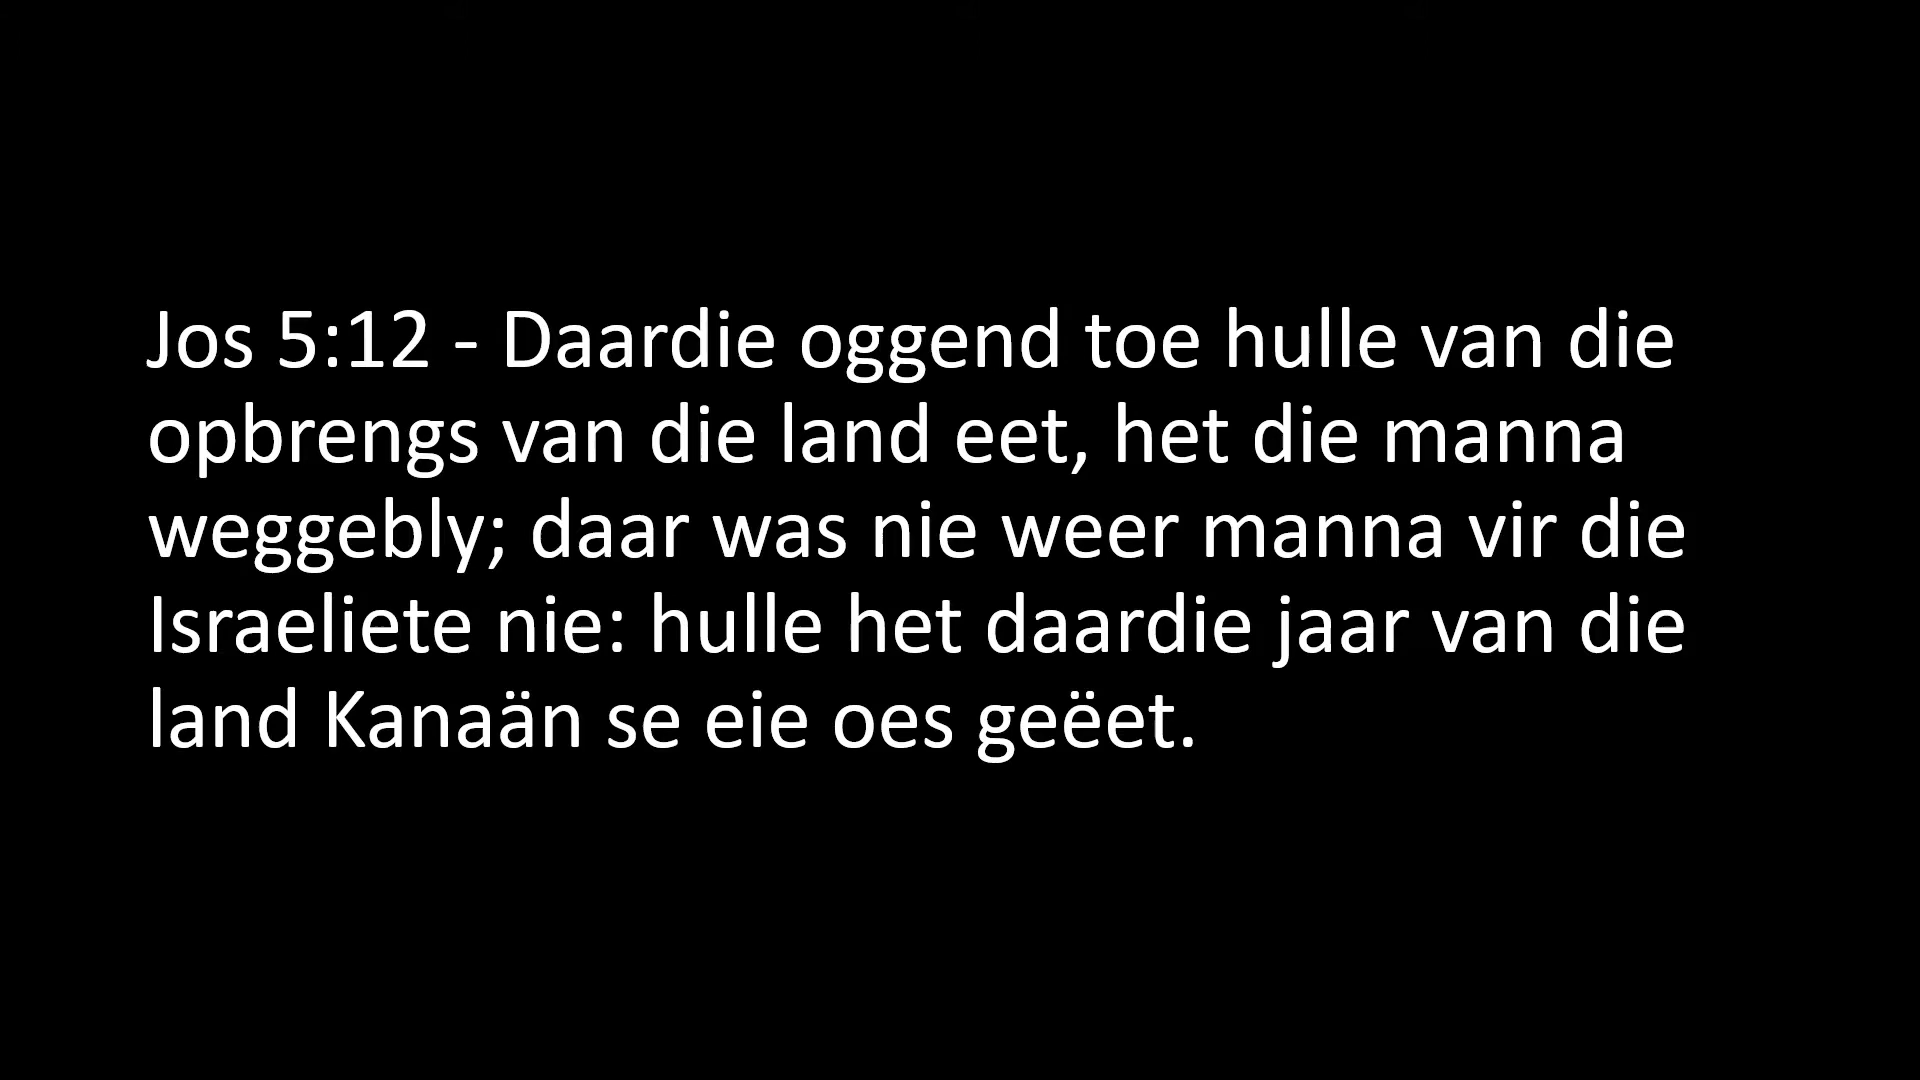 Jos 5:12 - Daardie oggend toe hulle van die
opbrengs van die land eet, het die manna
weggebly; daar was nie weer manna vir die
Israeliete nie: hulle het daardie jaar van die
land Kanaän se eie oes geëet.